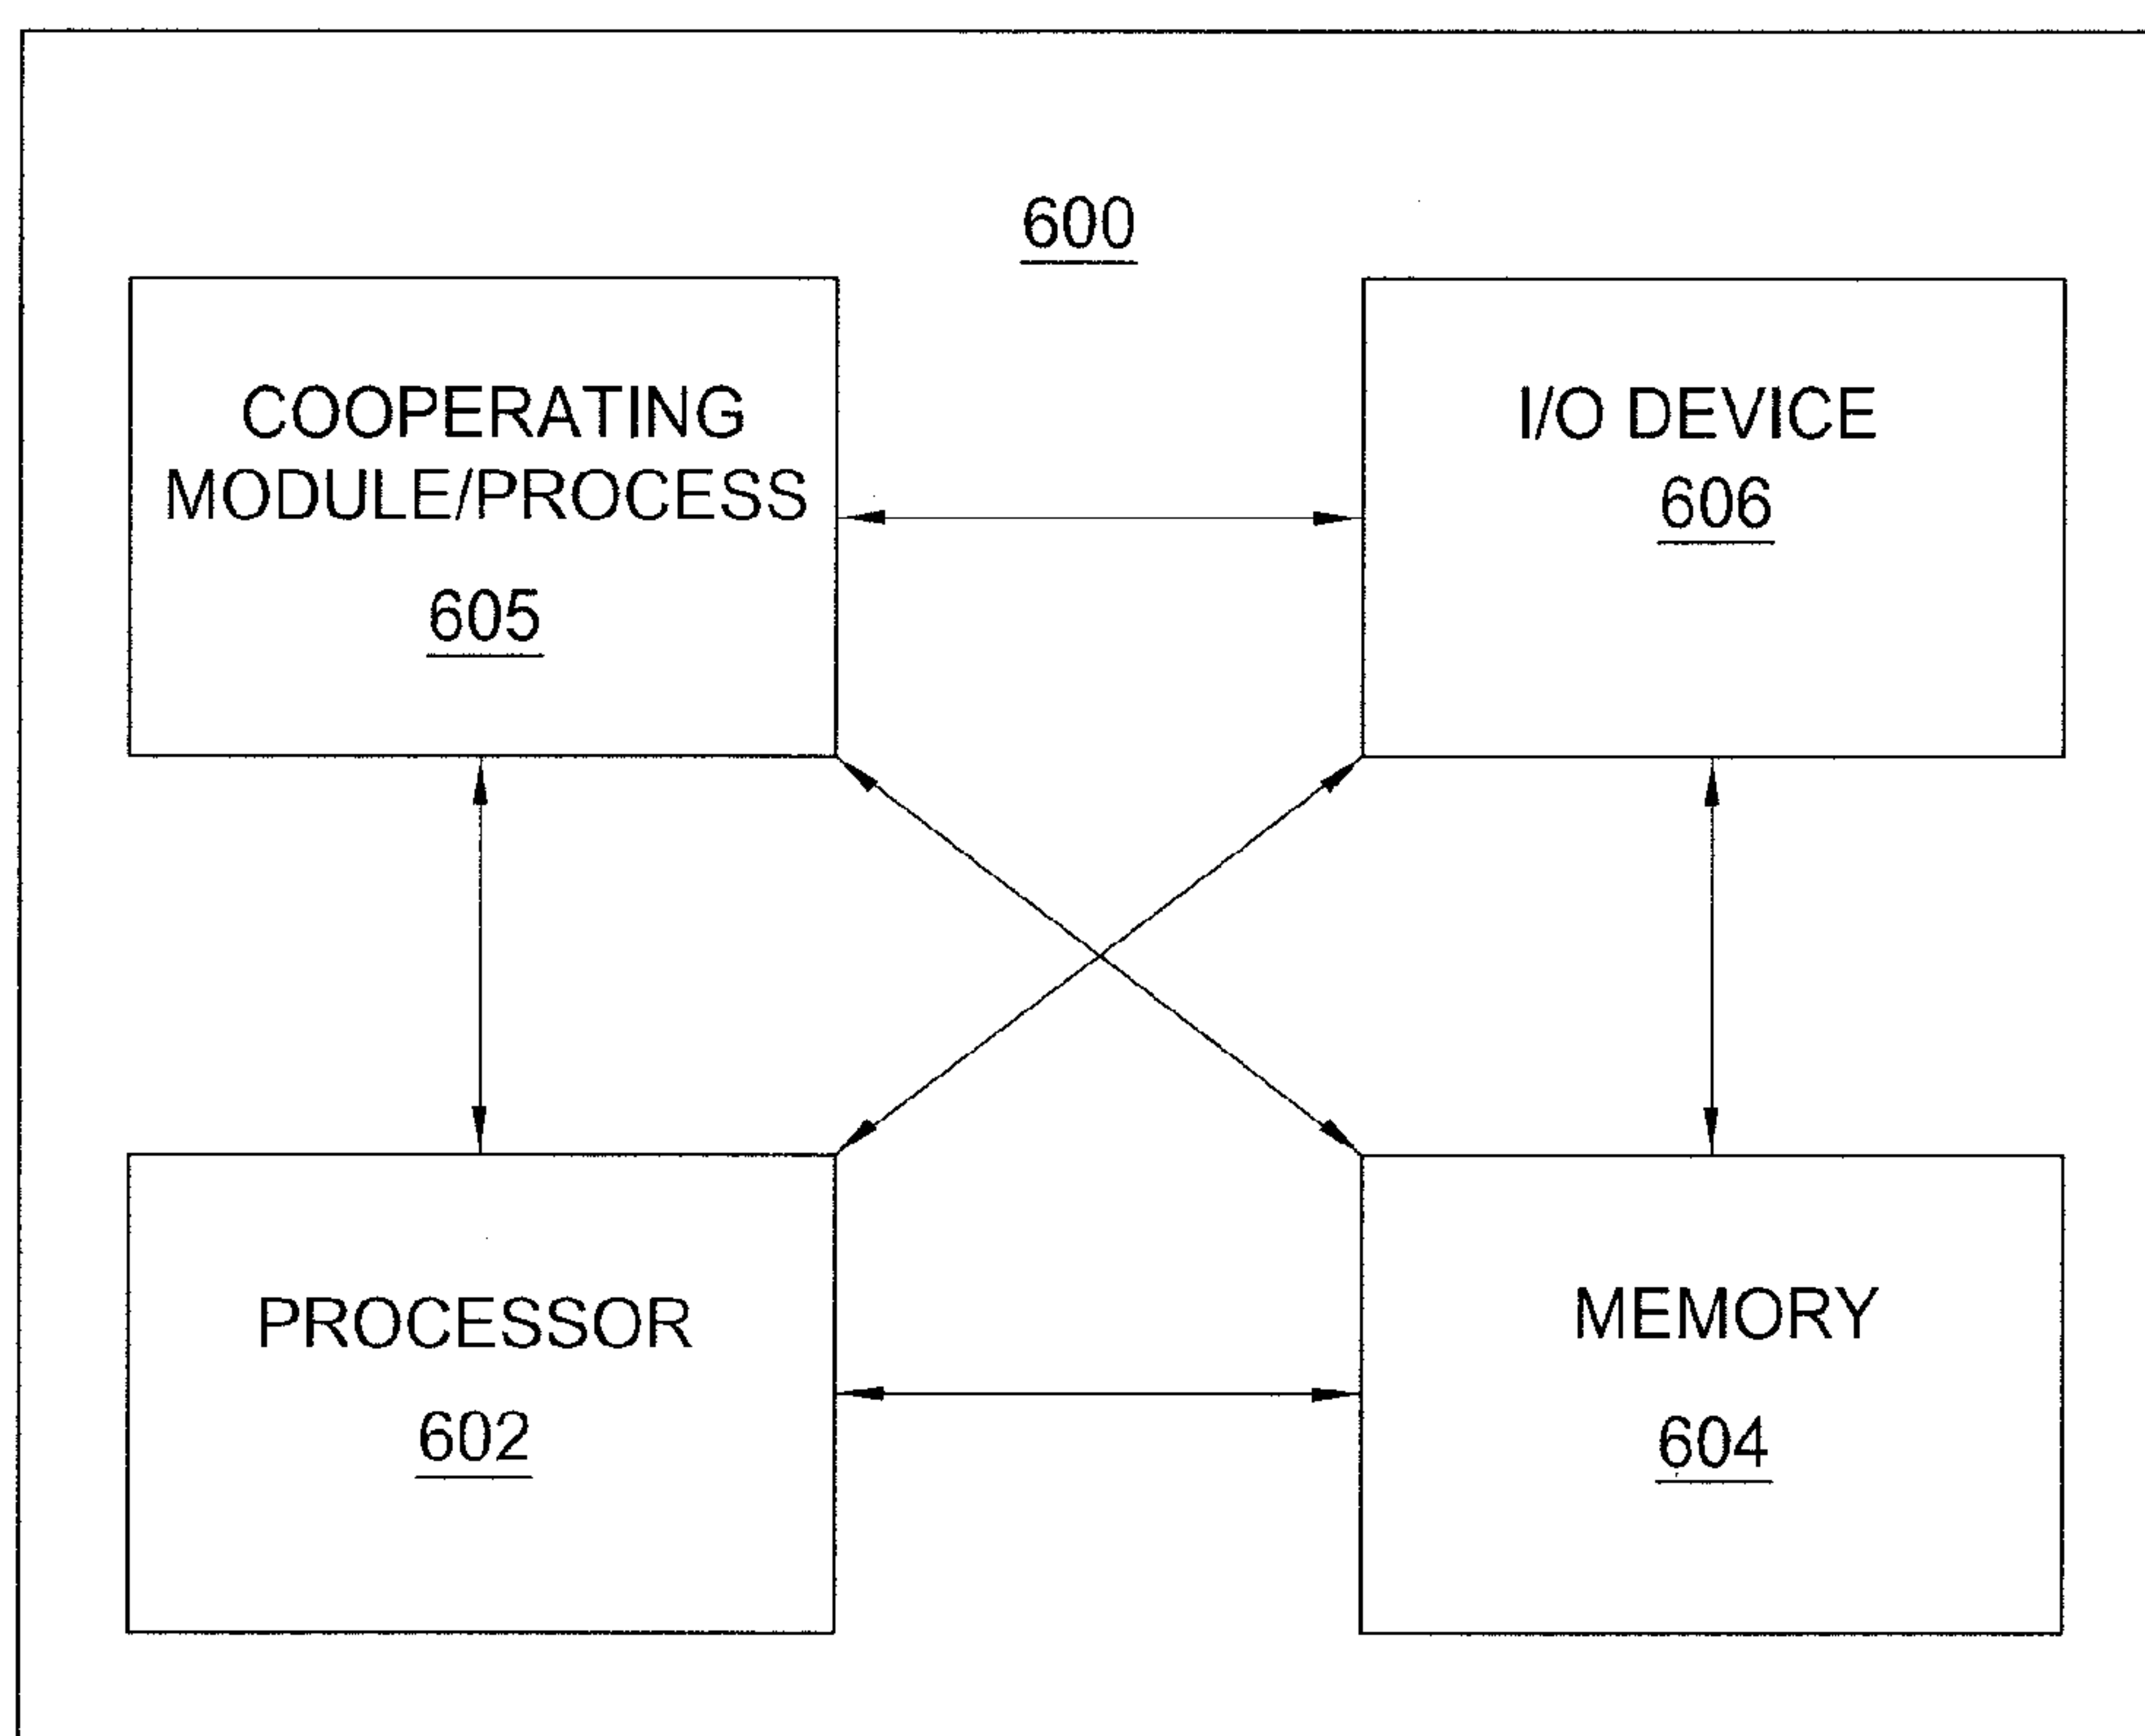 600
COOPERATING
MODULE/PROCESS
605
I/O DEVICE
606
PROCESSOR
602
MEMORY
604